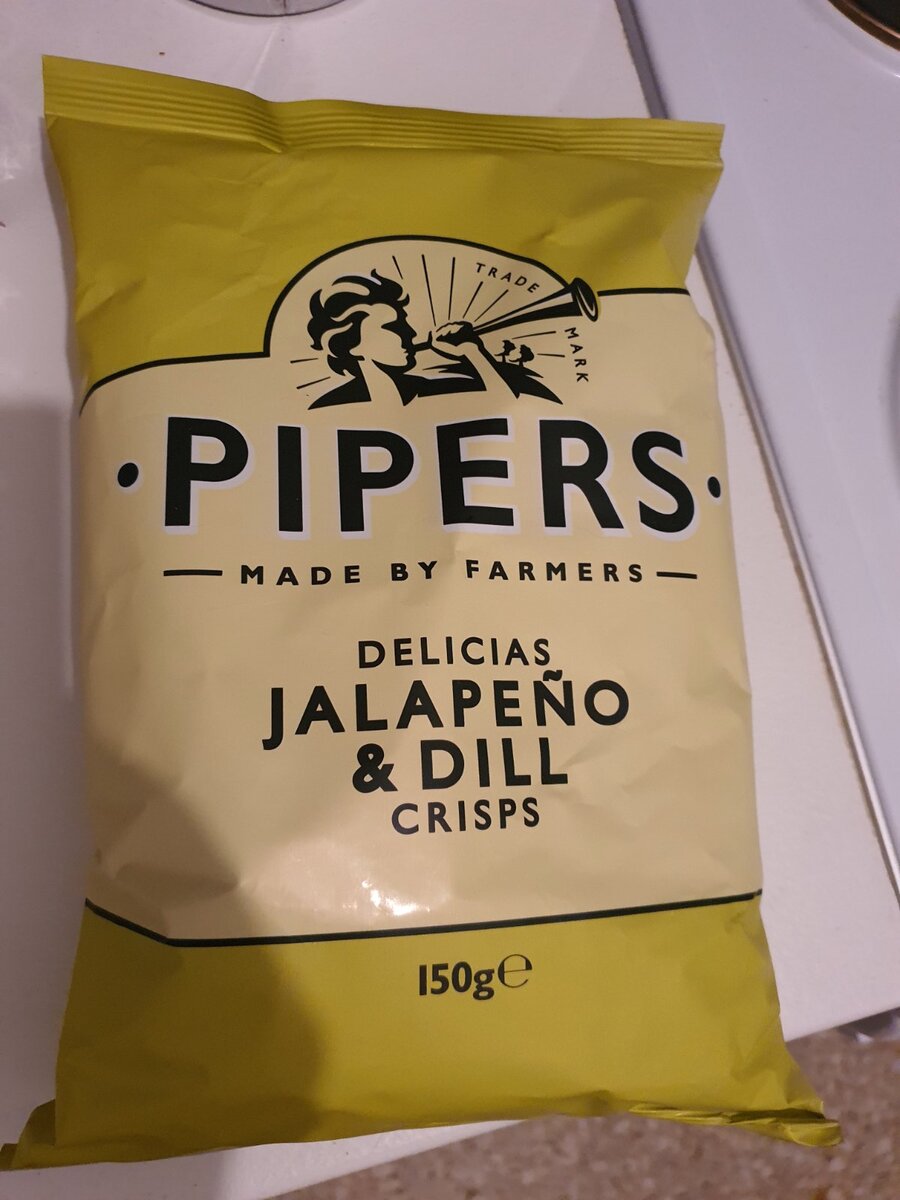 TRADE
MARK
·PIPERS·
MADE BY FARMERS
DELICIAS
JALAPEÑO
& DILL
CRISPS
150g℮